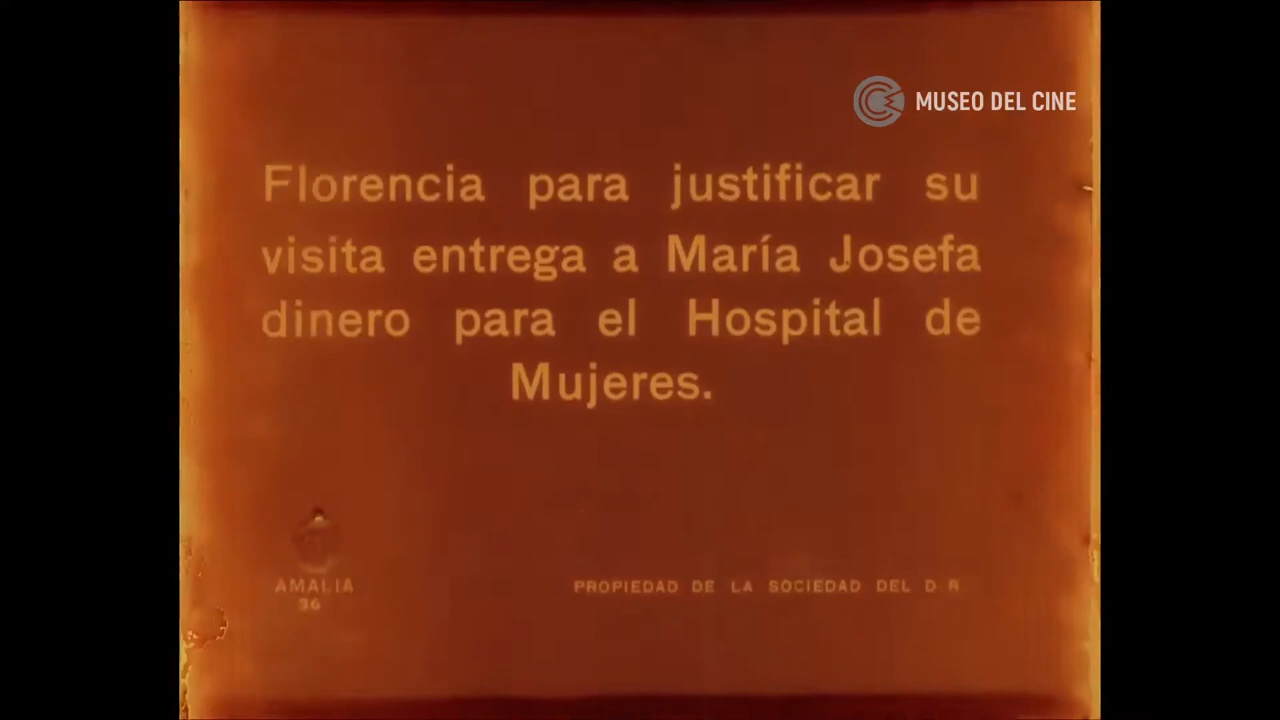 MUSEO DEL CINE
Florencia para justificar su
visita entrega a María Josefa
dinero para el Hospital de
Mujeres.
AMALIA
36
PROPIEDAD DE LA SOCIEDAD DEL D R